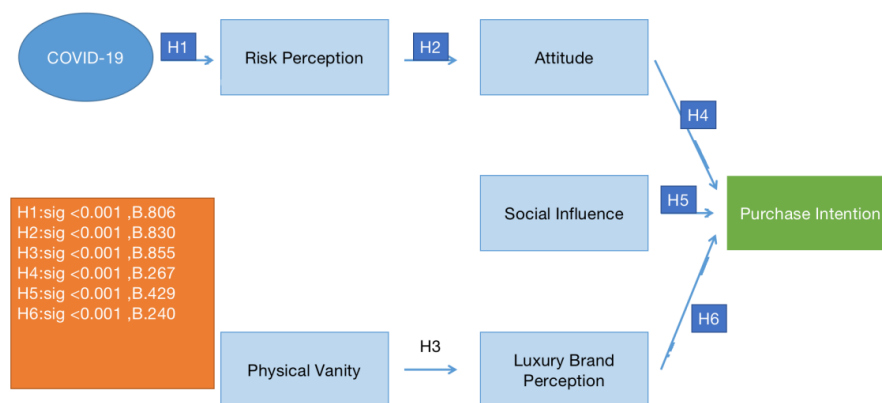 COVID-19
H1
Risk Perception
H2
Attitude
H4
Social Influence
H5
Purchase Intention
H1:sig <0.001 ,B.806
H2:sig <0.001 ,B.830
H3:sig <0.001 ,B.855
H4:sig <0.001 ,B.267
H5:sig <0.001 ,B.429
H6:sig <0.001 ,B.240
Physical Vanity
H3
Luxury Brand
Perception
H6